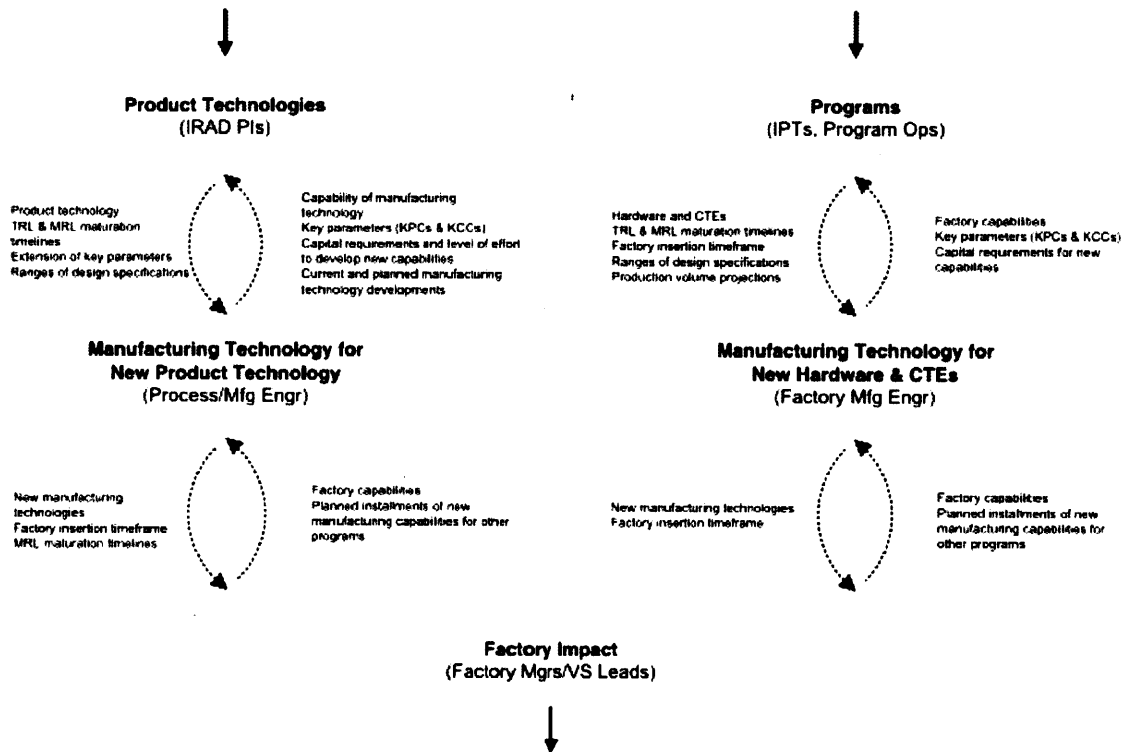 Product Technologies
(IRAD PIs)
Programs
(IPTs, Program Ops)
Product technology
TRL & MRL maturation
timelines
Extension of key parameters
Ranges of design specifications
Capability of manufacturing
technology
Key parameters (KPCs & KCCs)
Capital requirements and level of effort
to develop new capabilities
Current and planned manufacturing
technology developments
Hardware and CTEs
TRL & MRL maturation timelines
Factory insertion timeframe
Ranges of design specifications
Production volume projections
Factory capabilities
Key parameters (KPCs & KCCs)
Capital requirements for new
capabilities
Manufacturing Technology for
New Product Technology
(Process/Mfg Engr)
Manufacturing Technology for
New Hardware & CTEs
(Factory Mfg Engr)
New manufacturing
technologies
Factory insertion timeframe
MRL maturation timelines
Factory capabilities
Planned installments of new
manufacturing capabilities for other
programs
New manufacturing technologies
Factory insertion timeframe
Factory capabilities
Planned installments of new
manufacturing capabilities for
other programs
Factory Impact
(Factory Mgrs/VS Leads)